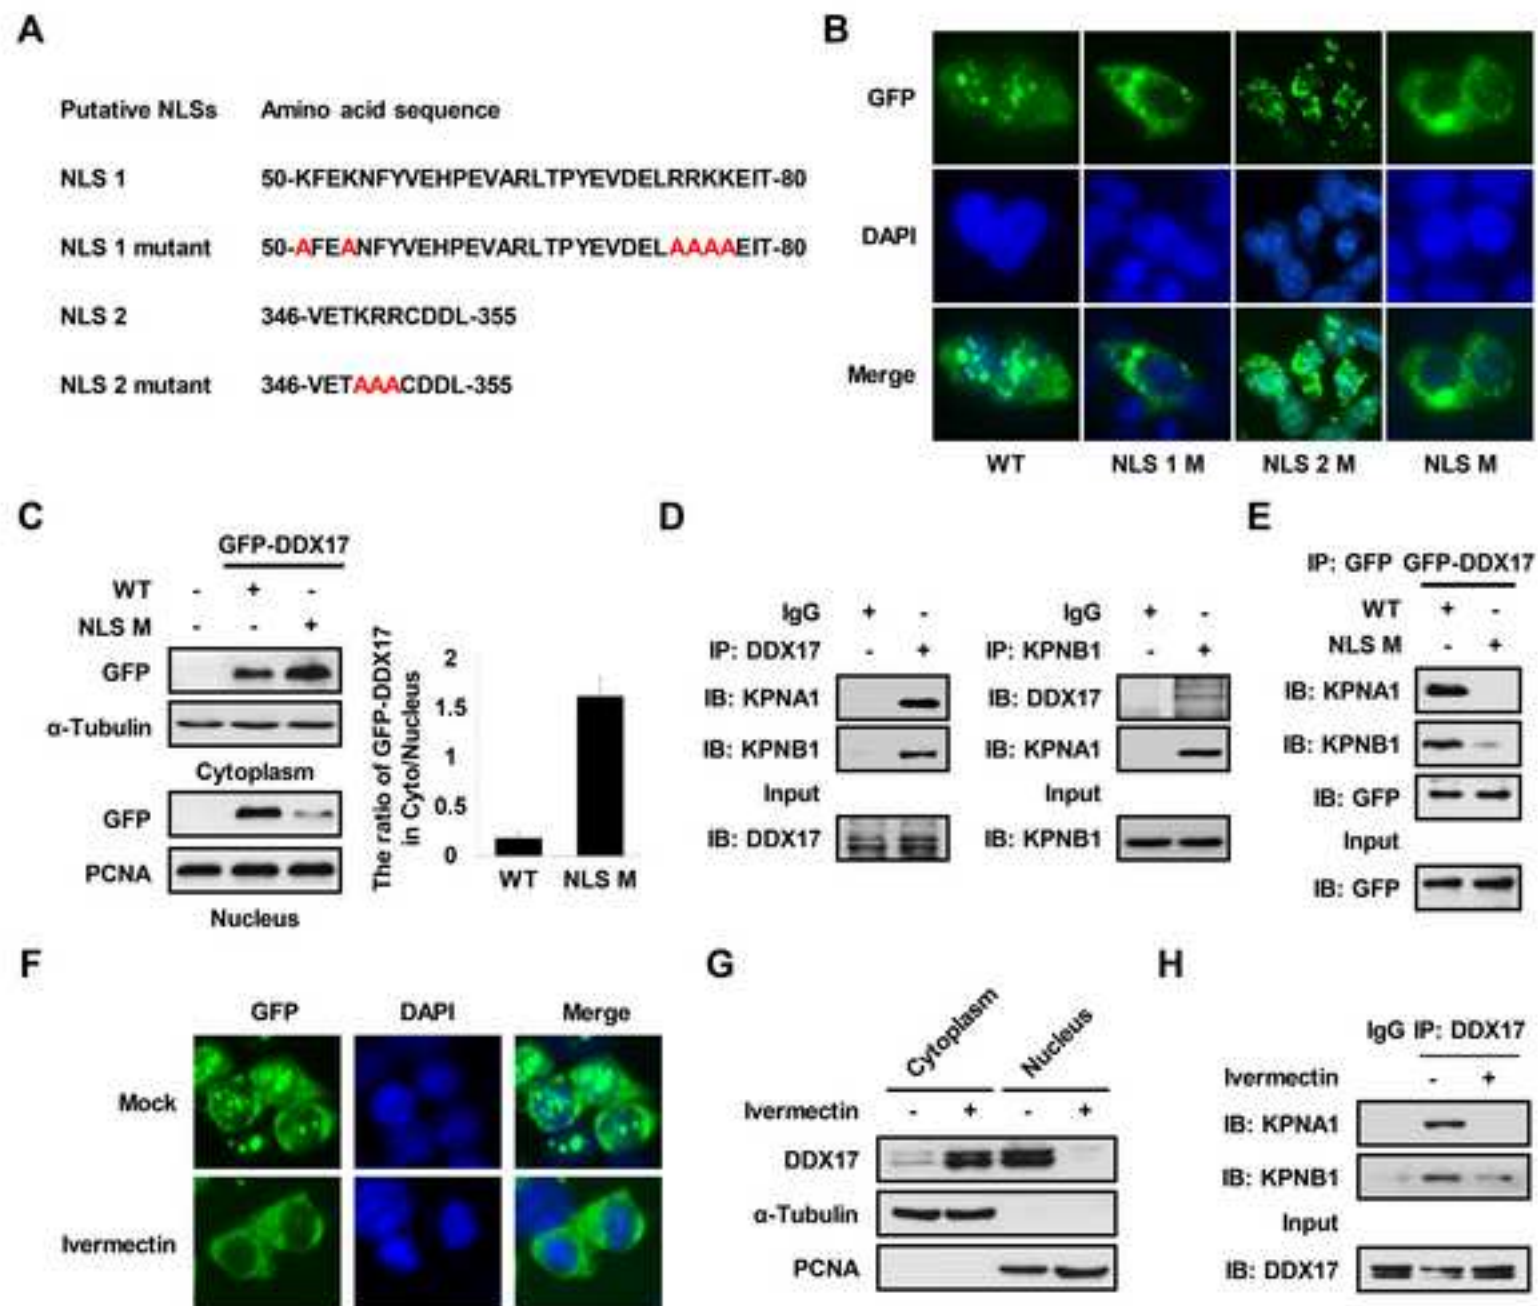 A
Putative NLSs Amino acid sequence
NLS 1 50-KFEKNFYVEHPEVARLTPYEVDELRRKKEIT-80
NLS 1 mutant 50-AFEANFYVEHPEVARLTPYEVDELAAAAEIT-80
NLS 2 346-VETKRRCDDL-355
NLS 2 mutant 346-VETAAACDDL-355
B
GFP
DAPI
Merge
WT NLS 1 M NLS 2 M NLS M
C
GFP-DDX17
WT - + -
NLS M - - +
GFP
α-Tubulin
Cytoplasm
GFP
PCNA
Nucleus
The ratio of GFP-DDX17
in Cyto/Nucleus
2
1.5
1
0.5
0
WT NLS M
D
IgG + -
IP: DDX17 - +
IB: KPNA1
IB: KPNB1
Input
IB: DDX17
IgG + -
IP: KPNB1 - +
IB: DDX17
IB: KPNA1
Input
IB: KPNB1
E
IP: GFP GFP-DDX17
WT + -
NLS M - +
IB: KPNA1
IB: KPNB1
IB: GFP
Input
IB: GFP
F
GFP DAPI Merge
Mock
Ivermectin
G
Cytoplasm Nucleus
Ivermectin - + - +
DDX17
α-Tubulin
PCNA
H
IgG IP: DDX17
Ivermectin - +
IB: KPNA1
IB: KPNB1
Input
IB: DDX17